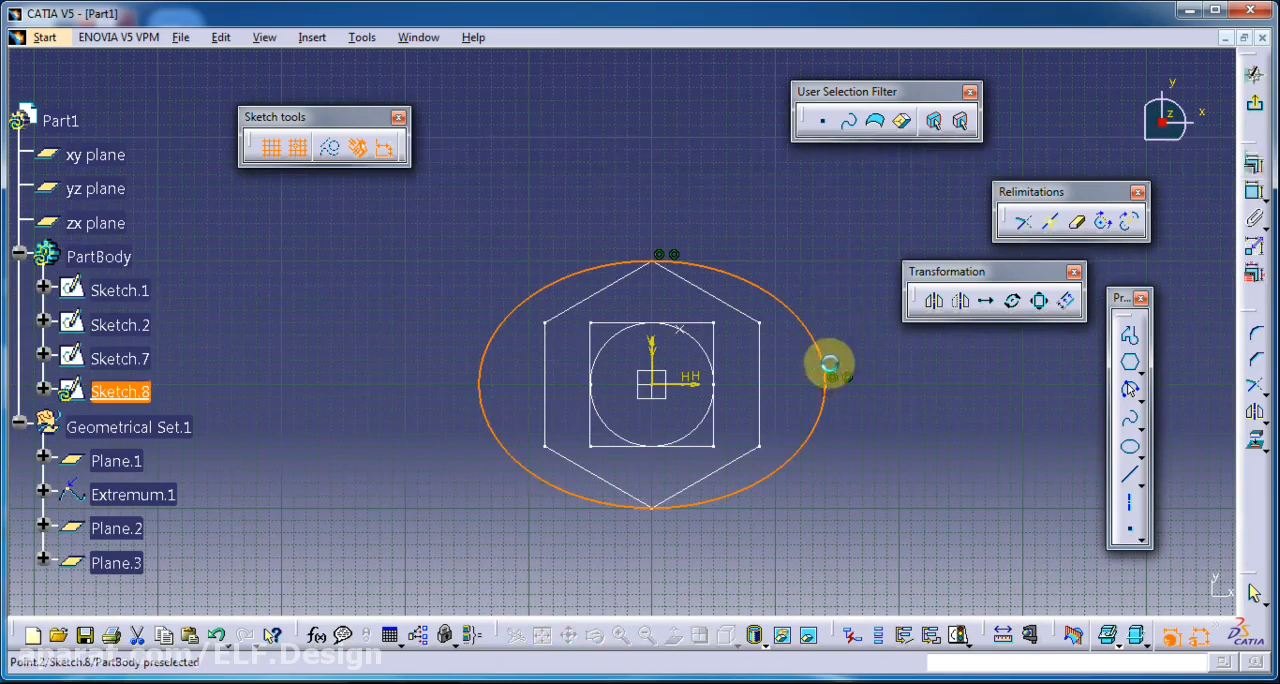 CATIA V5 - [Part1]
Start ENOVIA V5 VPM File Edit View Insert Tools Window Help
Sketch tools
User Selection Filter
Relimitations
Transformation
Pr...
Part1
xy plane
yz plane
zx plane
PartBody
Sketch.1
Sketch.2
Sketch.7
Sketch.8
Geometrical Set.1
Plane.1
Extremum.1
Plane.2
Plane.3
y
x
z
V
H H
y
x
f(x)
CATIA
aparat.com/ELF.Design
Point.2/Sketch.8/PartBody preselected